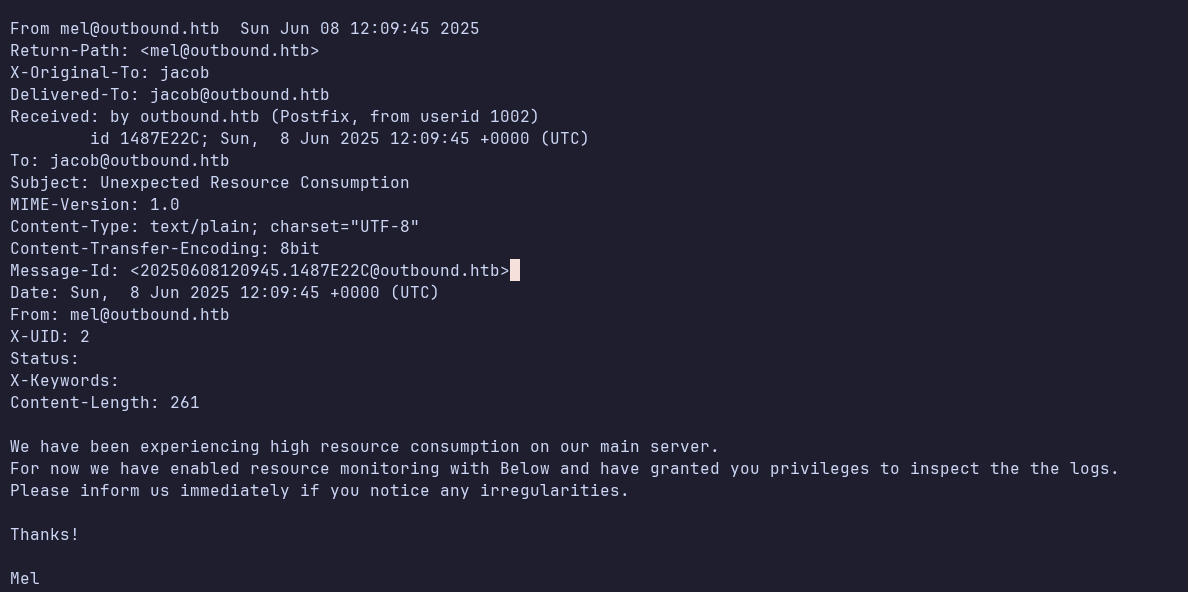 From mel@outbound.htb  Sun Jun 08 12:09:45 2025
Return-Path: <mel@outbound.htb>
X-Original-To: jacob
Delivered-To: jacob@outbound.htb
Received: by outbound.htb (Postfix, from userid 1002)
        id 1487E22C; Sun,  8 Jun 2025 12:09:45 +0000 (UTC)
To: jacob@outbound.htb
Subject: Unexpected Resource Consumption
MIME-Version: 1.0
Content-Type: text/plain; charset="UTF-8"
Content-Transfer-Encoding: 8bit
Message-Id: <20250608120945.1487E22C@outbound.htb>
Date: Sun,  8 Jun 2025 12:09:45 +0000 (UTC)
From: mel@outbound.htb
X-UID: 2
Status:
X-Keywords:
Content-Length: 261

We have been experiencing high resource consumption on our main server.
For now we have enabled resource monitoring with Below and have granted you privileges to inspect the the logs.
Please inform us immediately if you notice any irregularities.

Thanks!

Mel